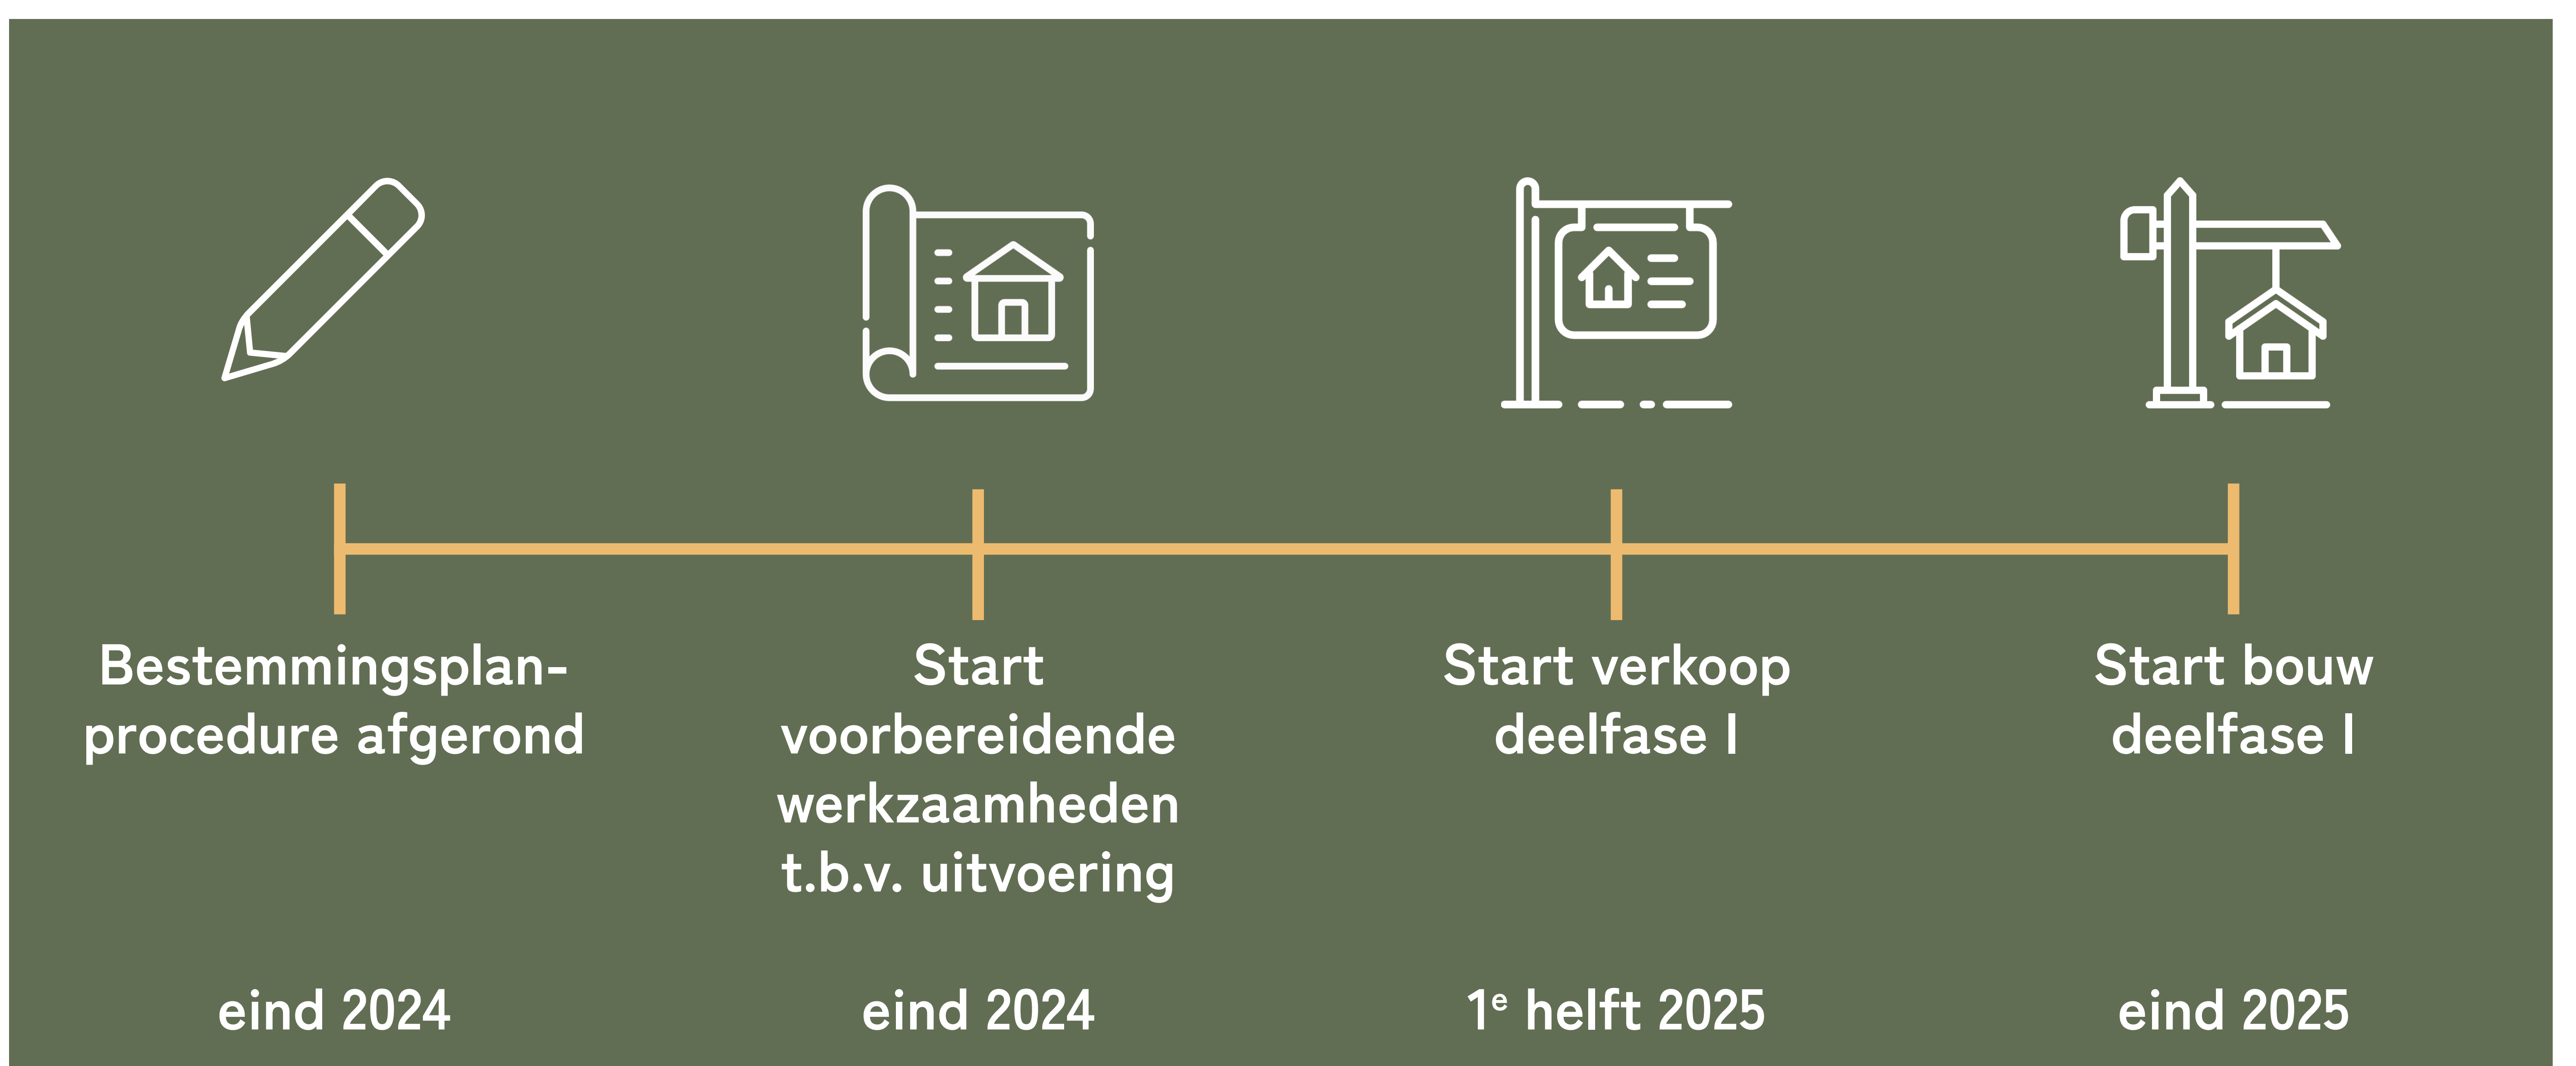 Bestemmingsplan-
procedure afgerond
eind 2024
Start
voorbereidende
werkzaamheden
t.b.v. uitvoering
eind 2024
Start verkoop
deelfase I
1e helft 2025
Start bouw
deelfase I
eind 2025